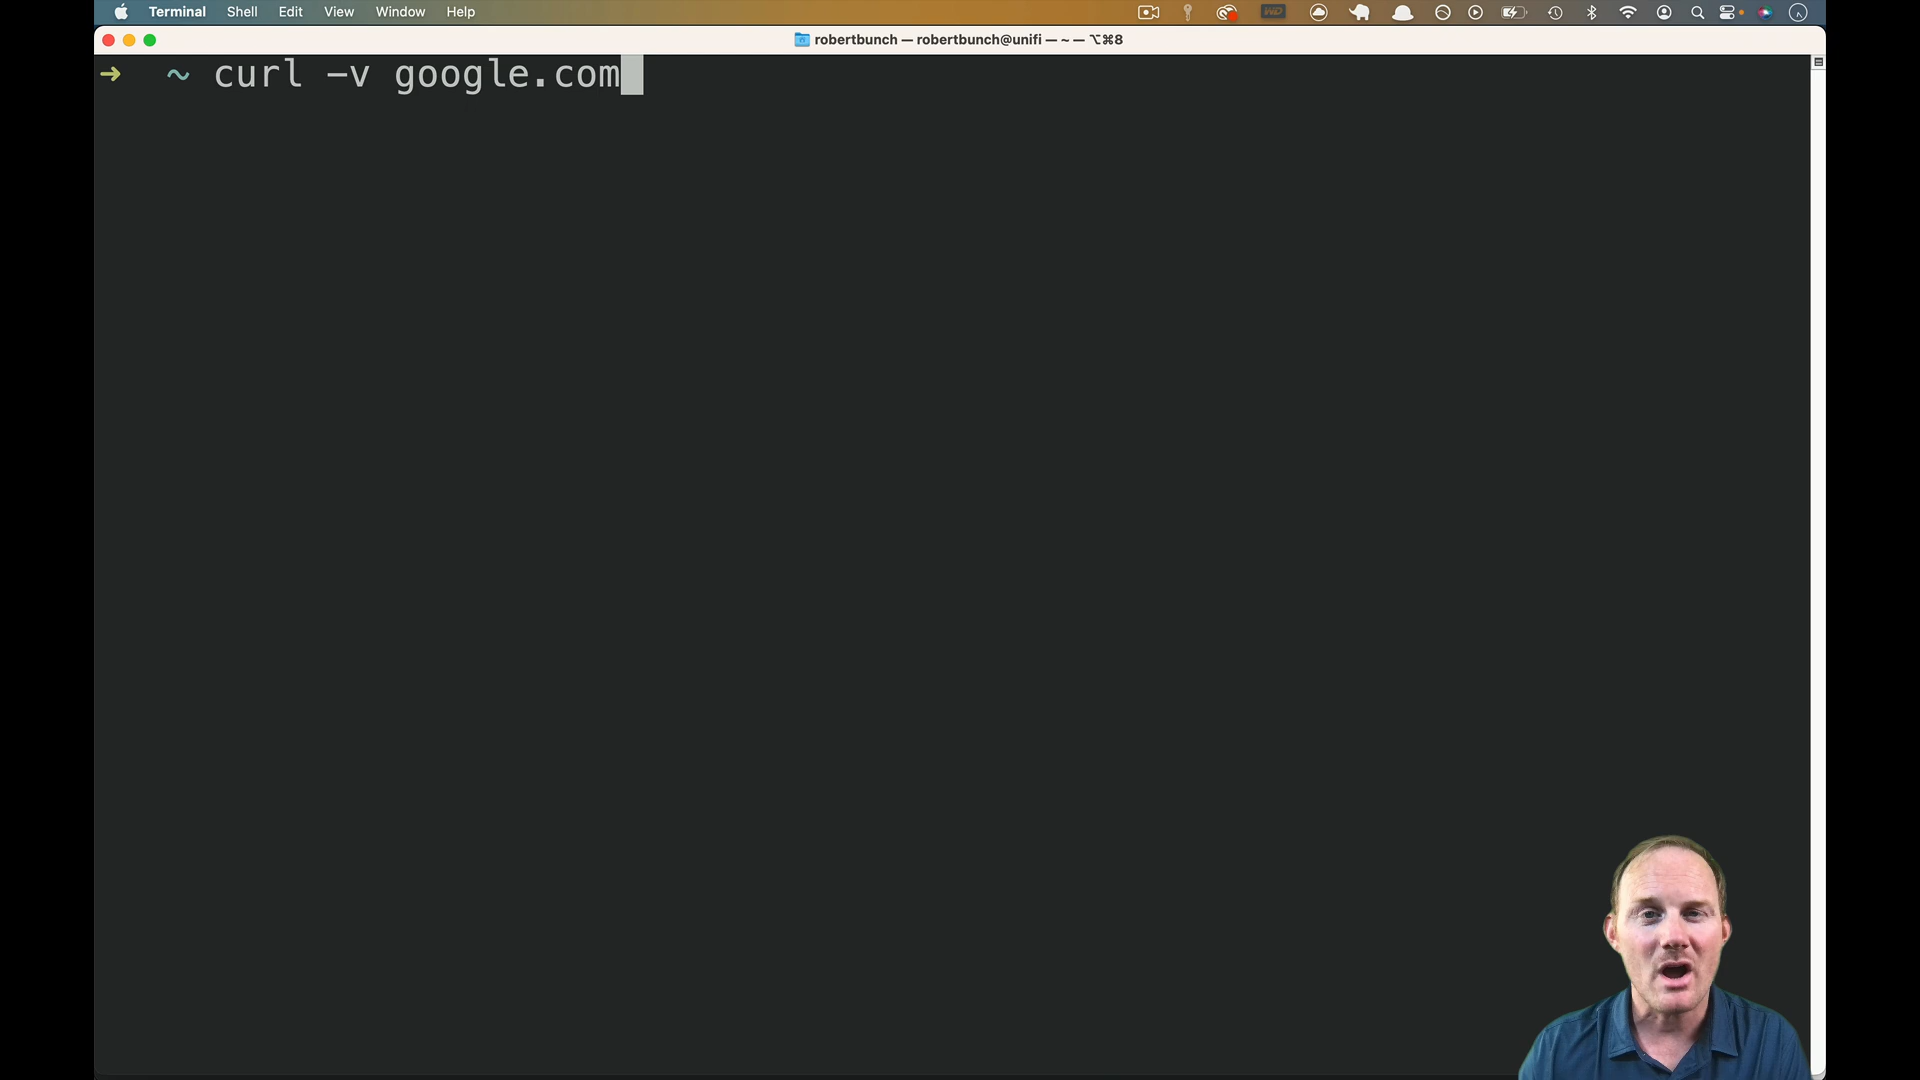 Terminal Shell Edit View Window Help
robertbunch — robertbunch@unifi — ~ — ⌥⌘8
➜ ~ curl -v google.com